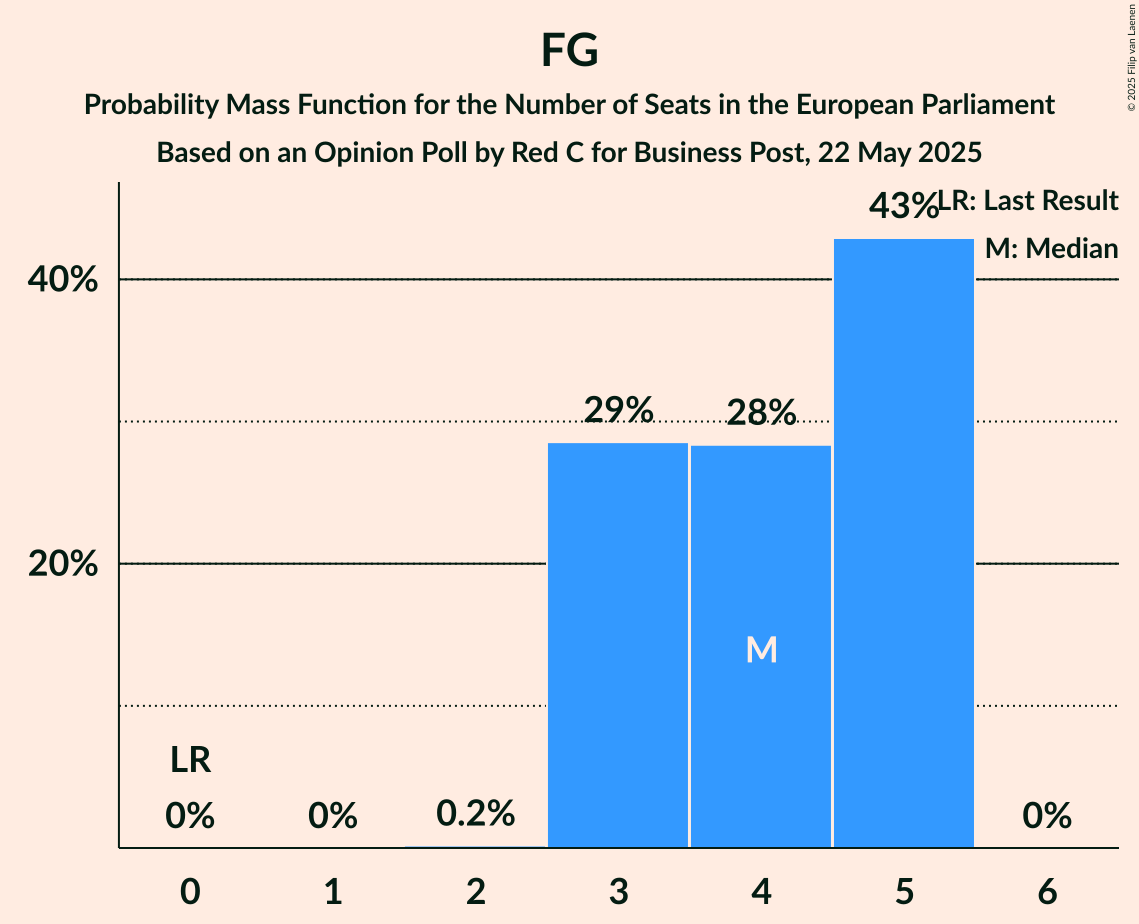 FG
Probability Mass Function for the Number of Seats in the European Parliament
Based on an Opinion Poll by Red C for Business Post, 22 May 2025
© 2025 Filip van Laenen
LR: Last Result
M: Median
43%
40%
29%
28%
20%
M
LR
0%
0%
0.2%
0%
0
1
2
3
4
5
6